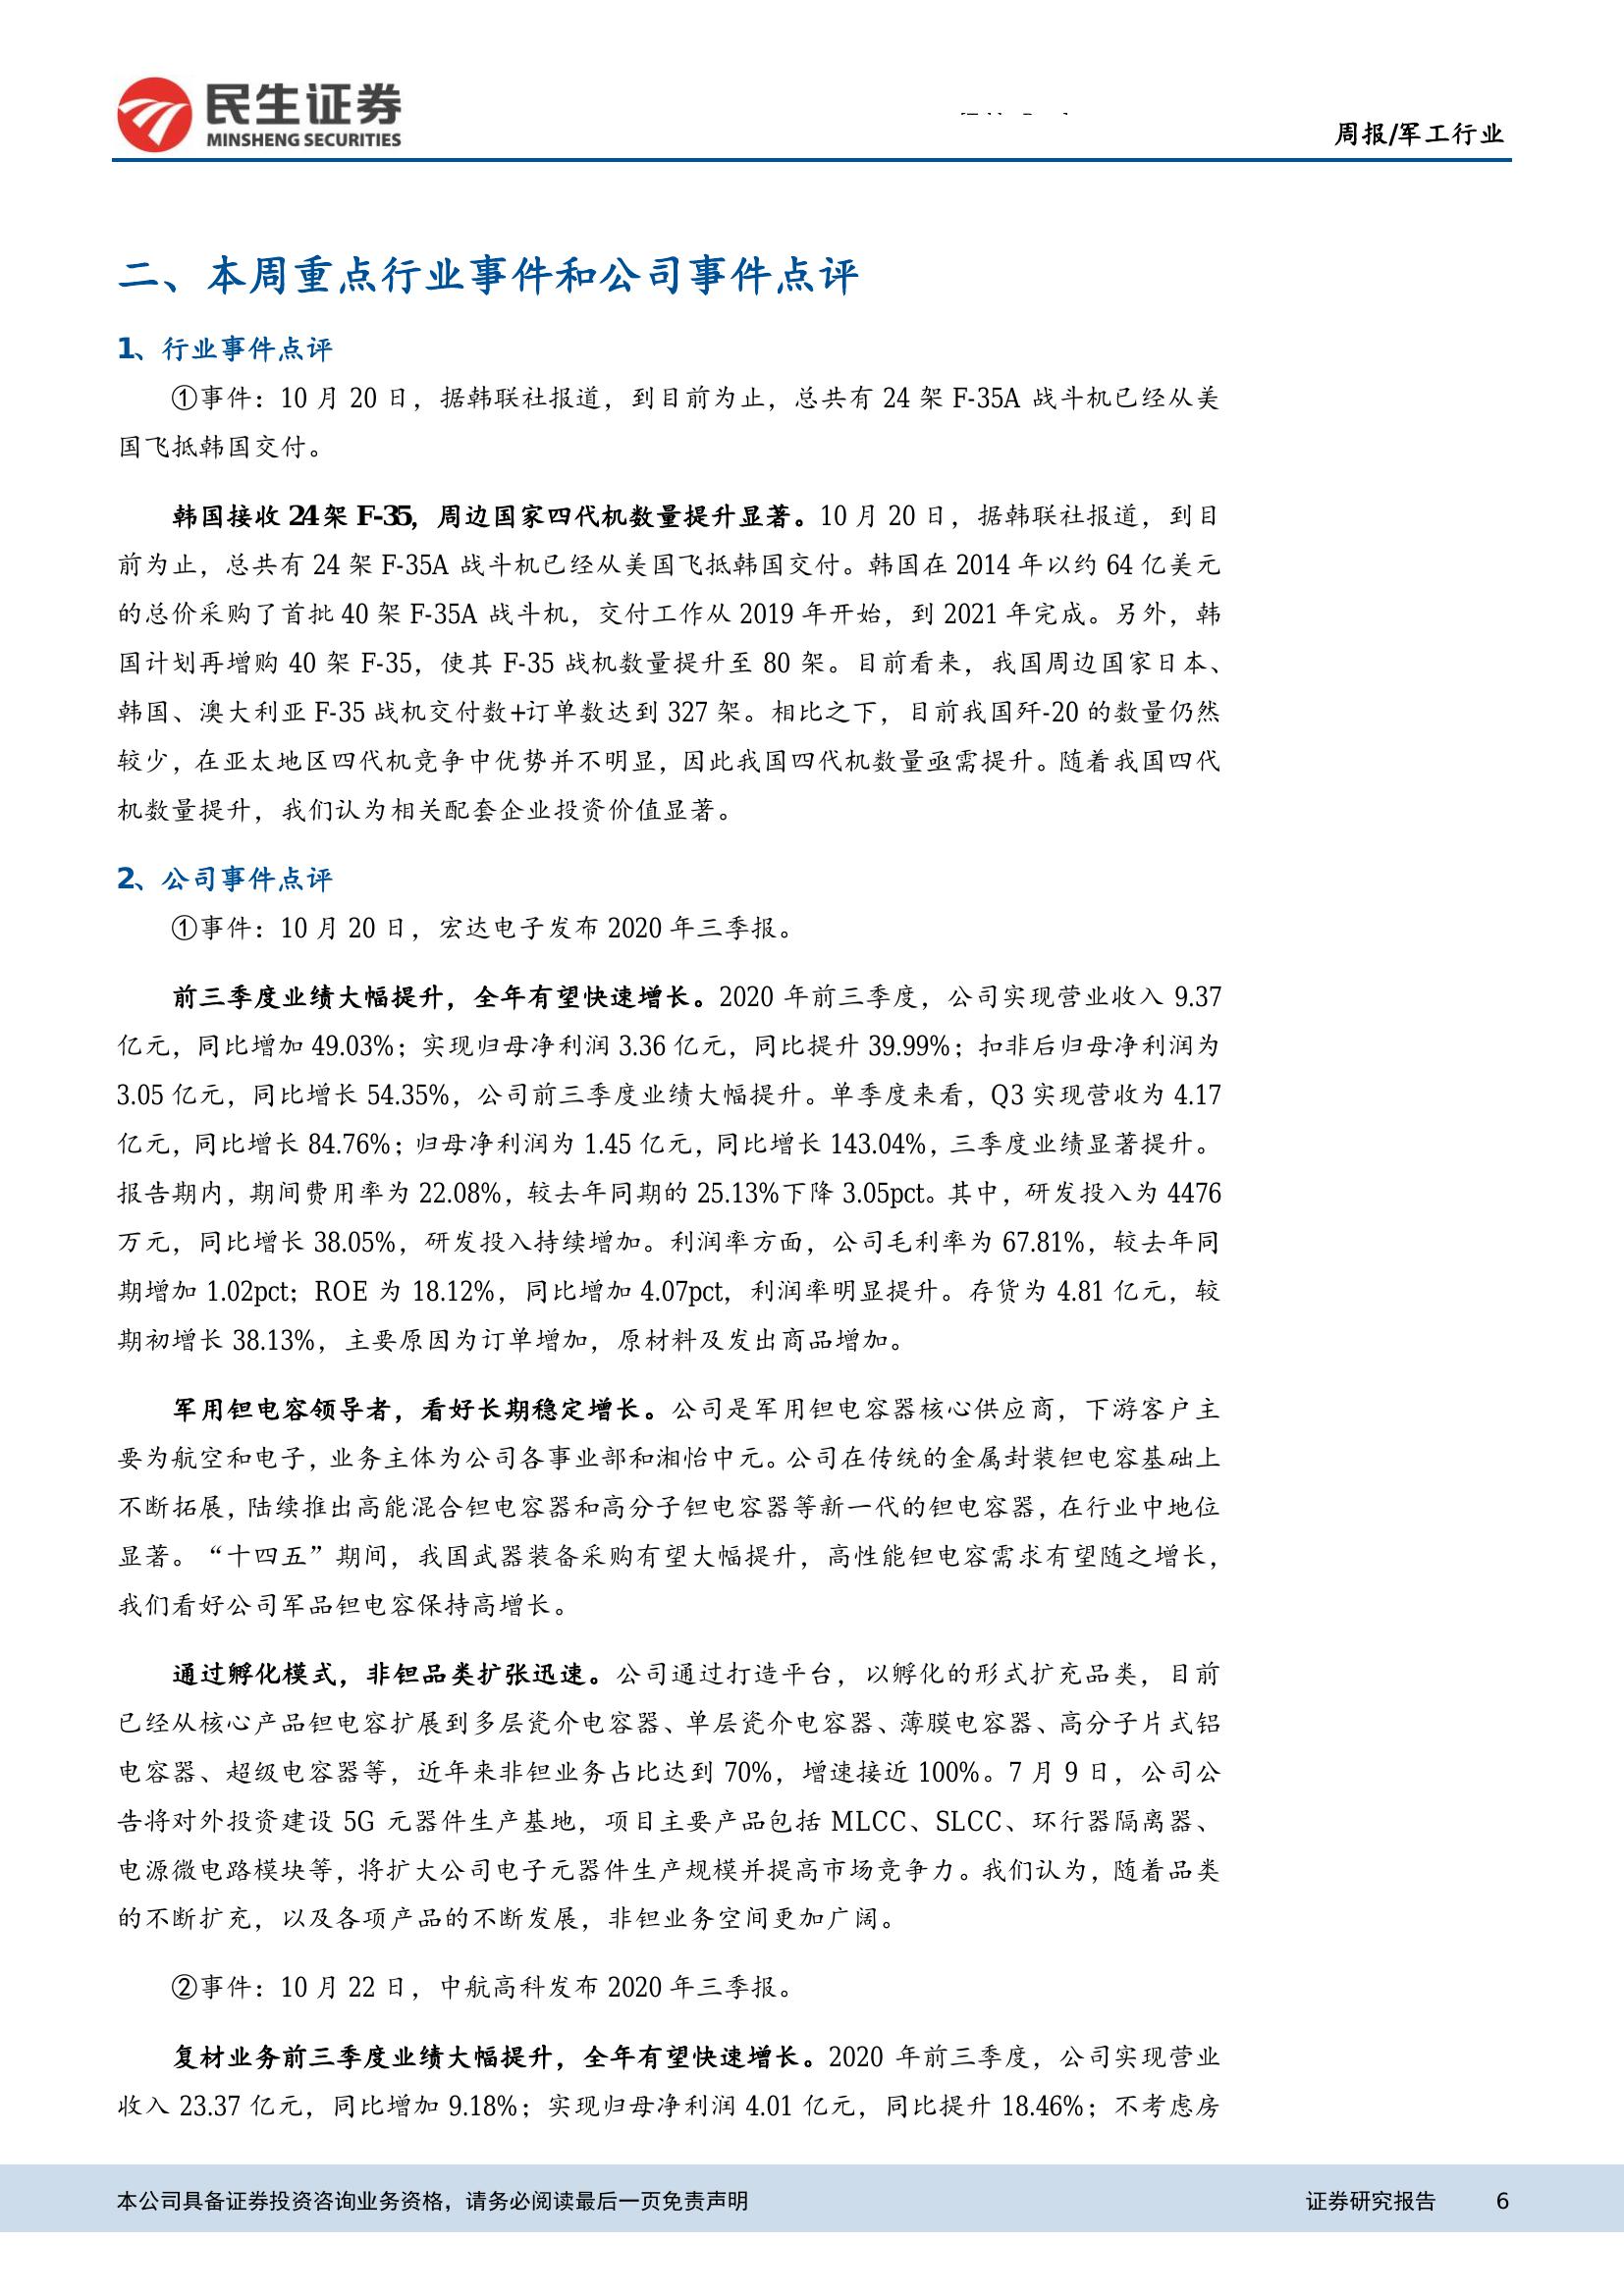 民生证券
MINSHENG SECURITIES
周报/军工行业
二、本周重点行业事件和公司事件点评
1、行业事件点评
①事件：10 月 20 日，据韩联社报道，到目前为止，总共有 24 架 F-35A 战斗机已经从美
国飞抵韩国交付。
韩国接收 24 架 F-35，周边国家四代机数量提升显著。10 月 20 日，据韩联社报道，到目
前为止，总共有 24 架 F-35A 战斗机已经从美国飞抵韩国交付。韩国在 2014 年以约 64 亿美元
的总价采购了首批 40 架 F-35A 战斗机，交付工作从 2019 年开始，到 2021 年完成。另外，韩
国计划再增购 40 架 F-35，使其 F-35 战机数量提升至 80 架。目前看来，我国周边国家日本、
韩国、澳大利亚 F-35 战机交付数+订单数达到 327 架。相比之下，目前我国歼-20 的数量仍然
较少，在亚太地区四代机竞争中优势并不明显，因此我国四代机数量亟需提升。随着我国四代
机数量提升，我们认为相关配套企业投资价值显著。
2、公司事件点评
①事件：10 月 20 日，宏达电子发布 2020 年三季报。
前三季度业绩大幅提升，全年有望快速增长。2020 年前三季度，公司实现营业收入 9.37
亿元，同比增加 49.03%；实现归母净利润 3.36 亿元，同比提升 39.99%；扣非后归母净利润为
3.05 亿元，同比增长 54.35%，公司前三季度业绩大幅提升。单季度来看，Q3 实现营收为 4.17
亿元，同比增长 84.76%；归母净利润为 1.45 亿元，同比增长 143.04%，三季度业绩显著提升。
报告期内，期间费用率为 22.08%，较去年同期的 25.13%下降 3.05pct。其中，研发投入为 4476
万元，同比增长 38.05%，研发投入持续增加。利润率方面，公司毛利率为 67.81%，较去年同
期增加 1.02pct；ROE 为 18.12%，同比增加 4.07pct，利润率明显提升。存货为 4.81 亿元，较
期初增长 38.13%，主要原因为订单增加，原材料及发出商品增加。
军用钽电容领导者，看好长期稳定增长。公司是军用钽电容器核心供应商，下游客户主
要为航空和电子，业务主体为公司各事业部和湘怡中元。公司在传统的金属封装钽电容基础上
不断拓展，陆续推出高能混合钽电容器和高分子钽电容器等新一代的钽电容器，在行业中地位
显著。“十四五”期间，我国武器装备采购有望大幅提升，高性能钽电容需求有望随之增长，
我们看好公司军品钽电容保持高增长。
通过孵化模式，非钽品类扩张迅速。公司通过打造平台，以孵化的形式扩充品类，目前
已经从核心产品钽电容扩展到多层瓷介电容器、单层瓷介电容器、薄膜电容器、高分子片式铝
电容器、超级电容器等，近年来非钽业务占比达到 70%，增速接近 100%。7 月 9 日，公司公
告将对外投资建设 5G 元器件生产基地，项目主要产品包括 MLCC、SLCC、环行器隔离器、
电源微电路模块等，将扩大公司电子元器件生产规模并提高市场竞争力。我们认为，随着品类
的不断扩充，以及各项产品的不断发展，非钽业务空间更加广阔。
②事件：10 月 22 日，中航高科发布 2020 年三季报。
复材业务前三季度业绩大幅提升，全年有望快速增长。2020 年前三季度，公司实现营业
收入 23.37 亿元，同比增加 9.18%；实现归母净利润 4.01 亿元，同比提升 18.46%；不考虑房
本公司具备证券投资咨询业务资格，请务必阅读最后一页免责声明
证券研究报告 6